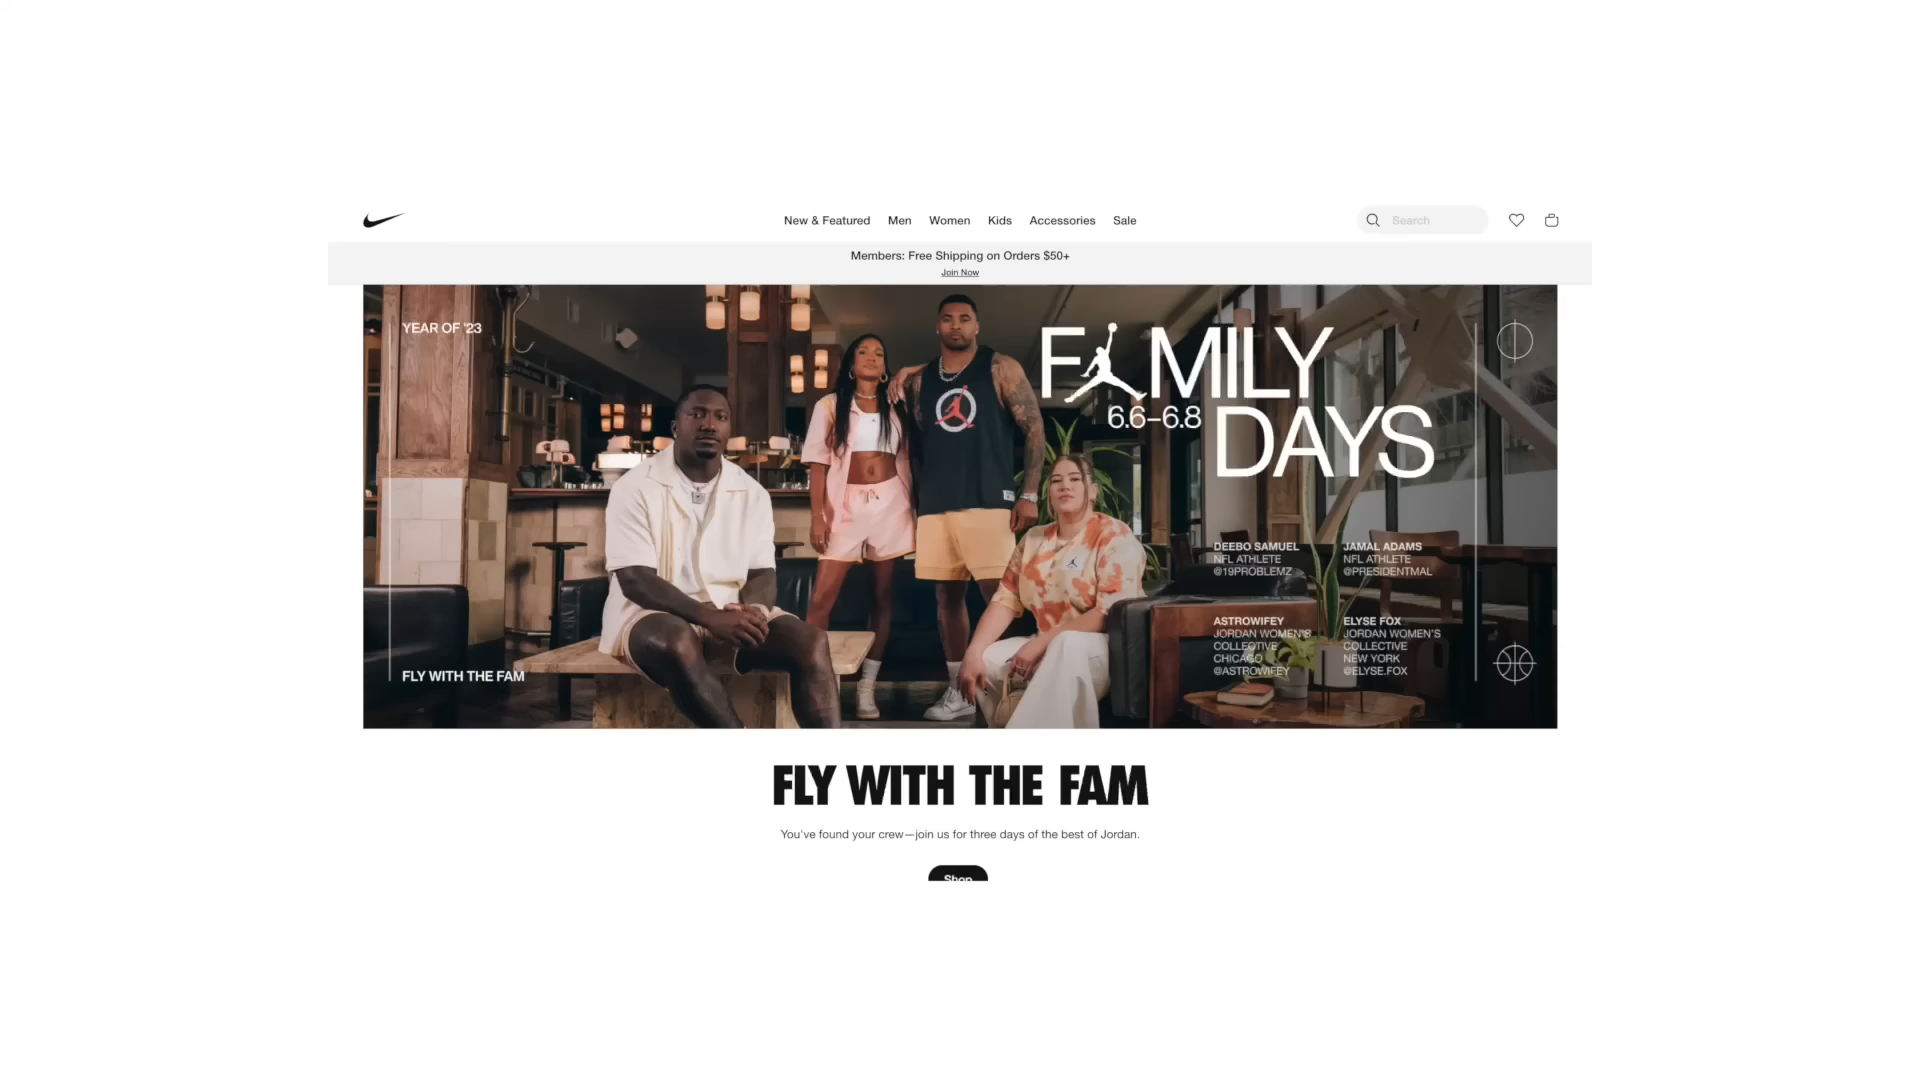 New & Featured Men Women Kids Accessories Sale
Search
Members: Free Shipping on Orders $50+
Join Now
YEAR OF '23
FAMILY
6.6–6.8 DAYS
DEEBO SAMUEL
NFL ATHLETE
@19PROBLEMZ
JAMAL ADAMS
NFL ATHLETE
@PRESIDENTMAL
ASTROWIFEY
JORDAN WOMEN'S
COLLECTIVE
CHICAGO
@ASTROWIFEY
ELYSE FOX
JORDAN WOMEN'S
COLLECTIVE
NEW YORK
@ELYSE.FOX
FLY WITH THE FAM
FLY WITH THE FAM
You've found your crew—join us for three days of the best of Jordan.
Shop